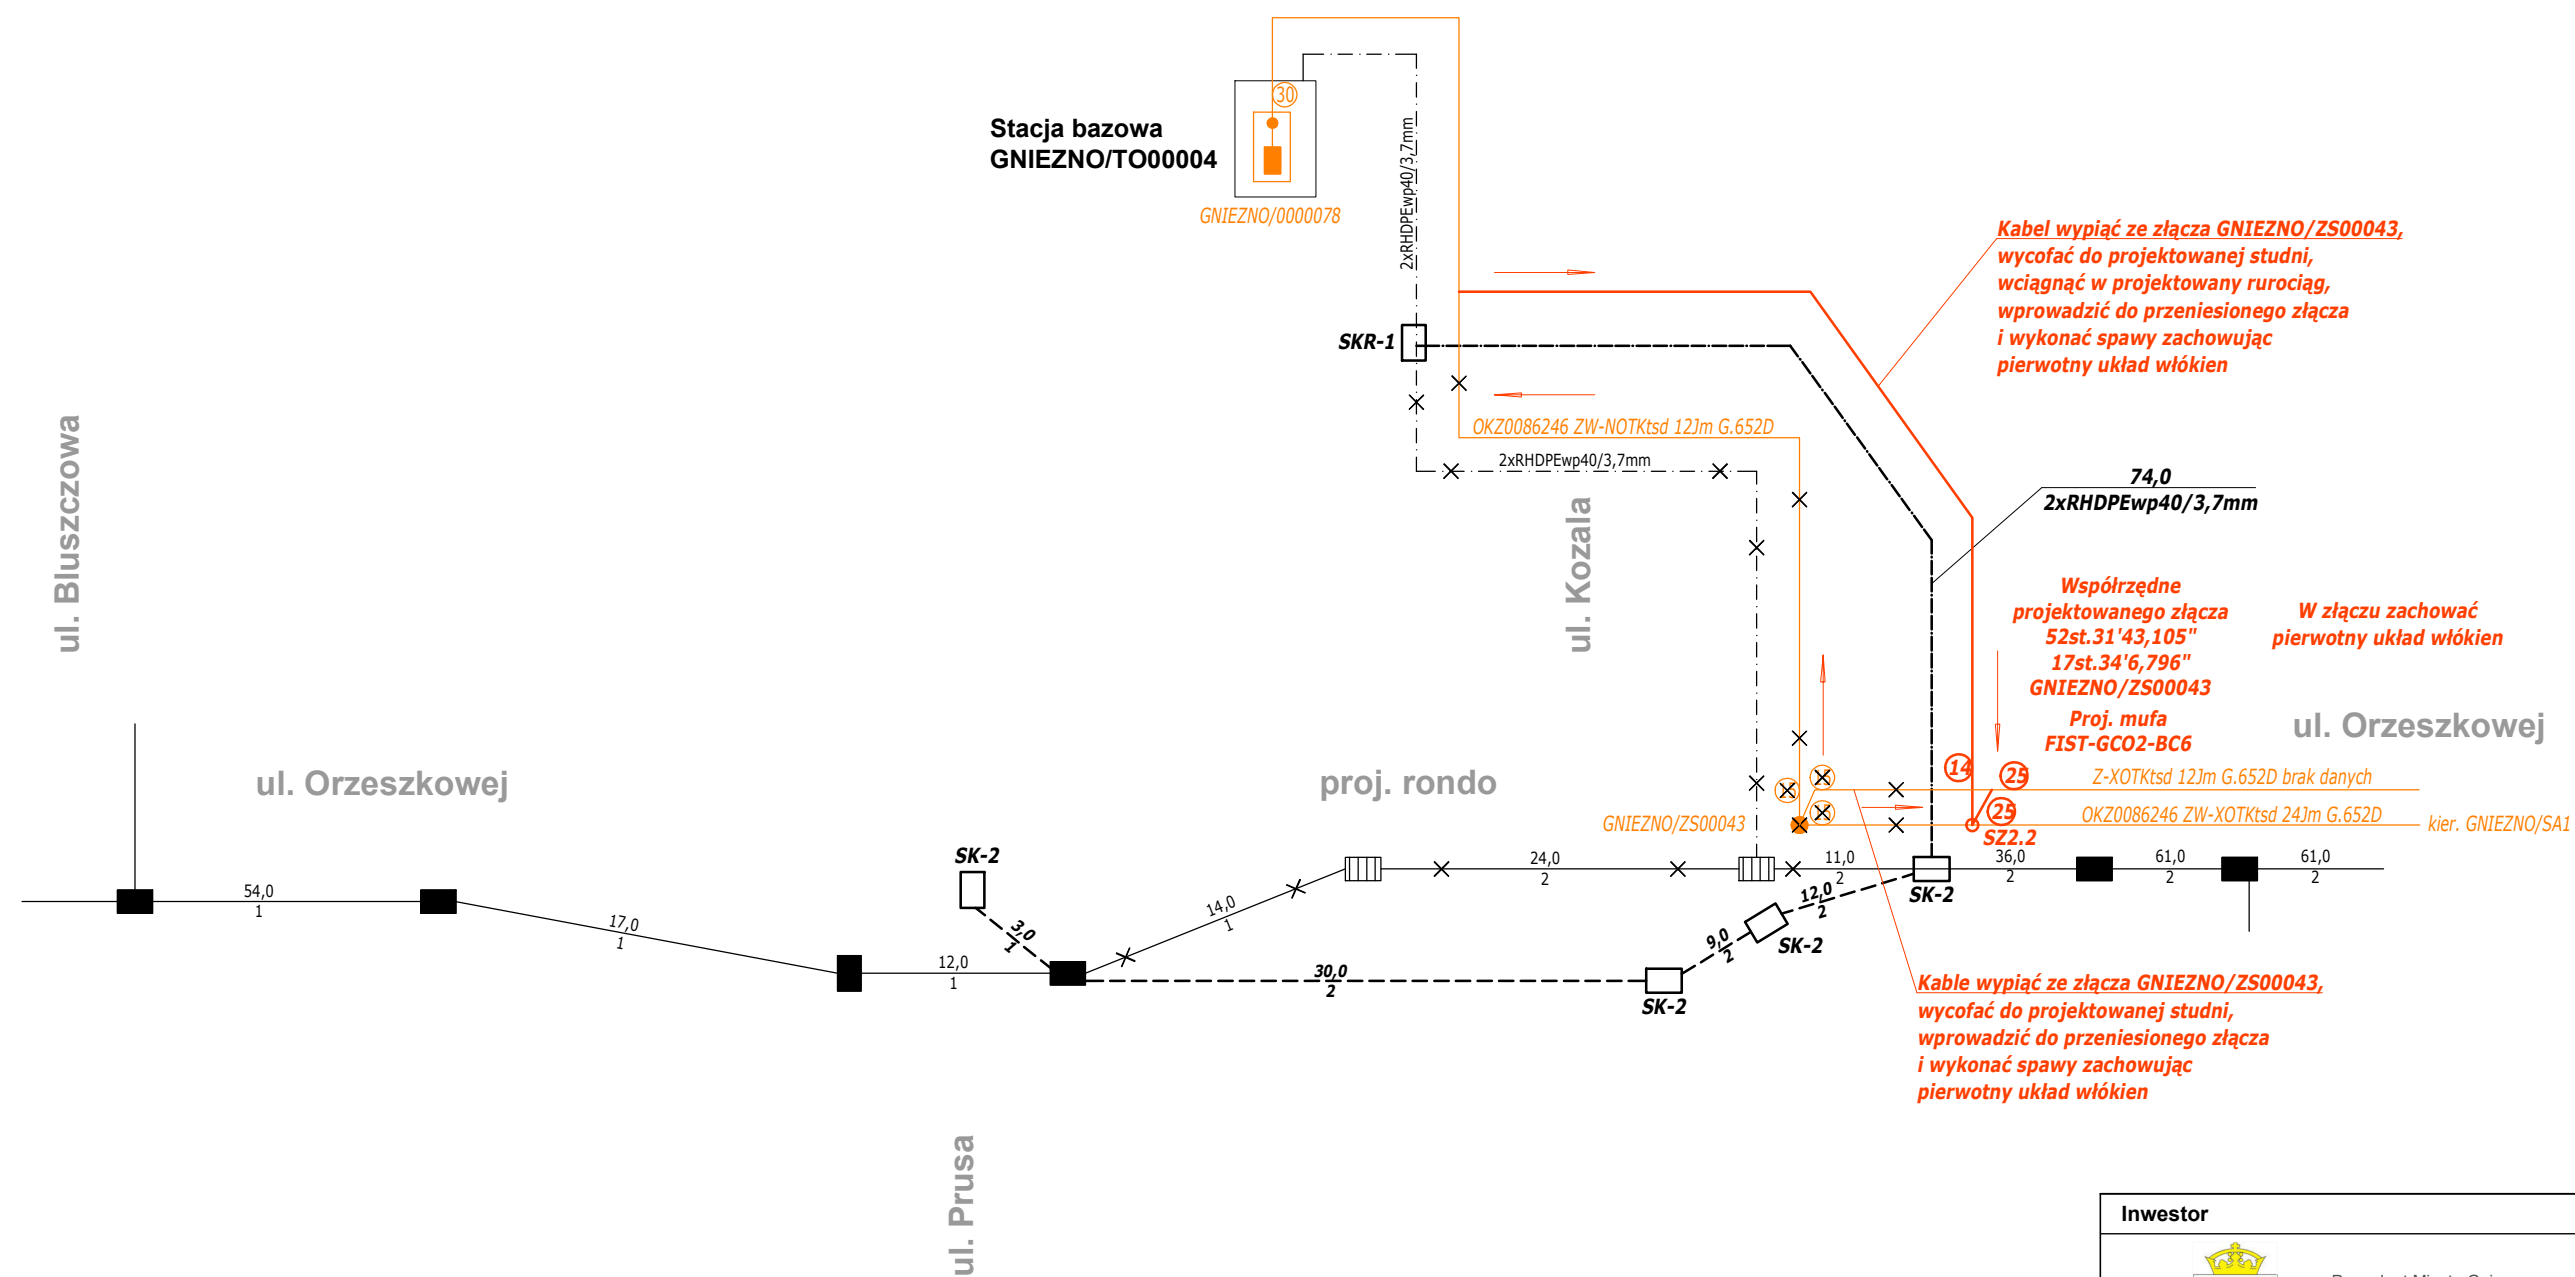 Stacja bazowa
GNIEZNO/TO00004
30
GNIEZNO/0000078
2xRHDPEwp40/3,7mm
SKR-1
Kabel wypiąć ze złącza GNIEZNO/ZS00043,
wycofać do projektowanej studni,
wciągnąć w projektowany rurociąg,
wprowadzić do przeniesionego złącza
i wykonać spawy zachowując
pierwotny układ włókien
OKZ0086246 ZW-NOTKtsd 12Jm G.652D
2xRHDPEwp40/3,7mm
74,0
2xRHDPEwp40/3,7mm
ul. Bluszczowa
ul. Kozala
Współrzędne
projektowanego złącza
52st.31'43,105"
17st.34'6,796"
GNIEZNO/ZS00043
Proj. mufa
FIST-GCO2-BC6
W złączu zachować
pierwotny układ włókien
ul. Orzeszkowej
ul. Orzeszkowej
proj. rondo
14
25
Z-XOTKtsd 12Jm G.652D brak danych
25
OKZ0086246 ZW-XOTKtsd 24Jm G.652D
kier. GNIEZNO/SA1
GNIEZNO/ZS00043
SZ2.2
SK-2
54,0
1
17,0
1
12,0
1
3,0
1
14,0
1
24,0
2
11,0
2
36,0
2
61,0
2
61,0
2
SK-2
12,0
2
SK-2
9,0
2
30,0
2
SK-2
Kable wypiąć ze złącza GNIEZNO/ZS00043,
wycofać do projektowanej studni,
wprowadzić do przeniesionego złącza
i wykonać spawy zachowując
pierwotny układ włókien
ul. Prusa
Inwestor